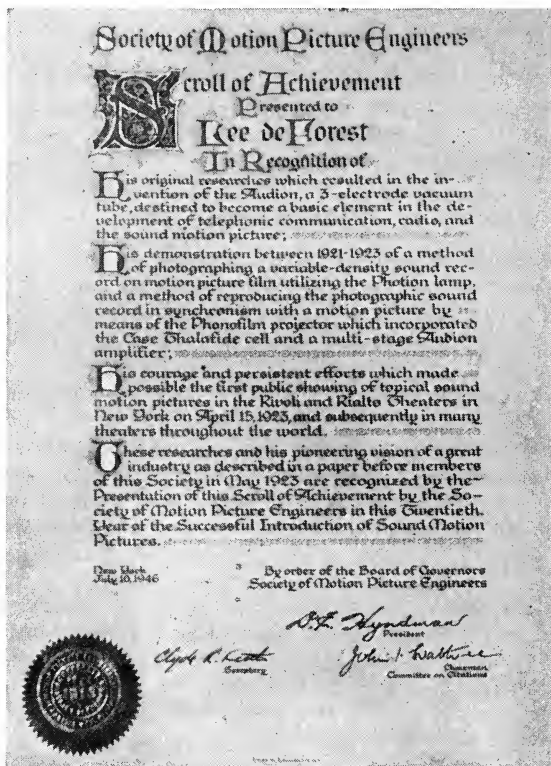 Society of Motion Picture Engineers
Scroll of Achievement
Presented to
Lee de Forest
In Recognition of
His original researches which resulted in the in-
vention of the Audion, a 3-electrode vacuum
tube, destined to become a basic element in the de-
velopment of telephonic communication, radio, and
the sound motion picture;
His demonstration between 1921-1923 of a method
of photographing a variable-density sound rec-
ord on motion picture film utilizing the Photion lamp,
and a method of reproducing the photographic sound
record in synchronism with a motion picture by
means of the Phonofilm projector which incorporated
the Case Thalafide cell and a multi-stage Audion
amplifier;
His courage and persistent efforts which made
possible the first public showing of topical sound
motion pictures in the Rivoli and Rialto Theaters in
New York on April 15, 1923, and subsequently in many
theaters throughout the world.
These researches and his pioneering vision of a great
industry as described in a paper before members
of this Society in May 1923 are recognized by the
Presentation of this Scroll of Achievement by the So-
ciety of Motion Picture Engineers in this Twentieth
Year of the Successful Introduction of Sound Motion
Pictures.
New York
July 10, 1946
By order of the Board of Governors
Society of Motion Picture Engineers
D. E. Hyndman
President
Clyde R.
Secretary
John I.
Chairman
Committee on Citations